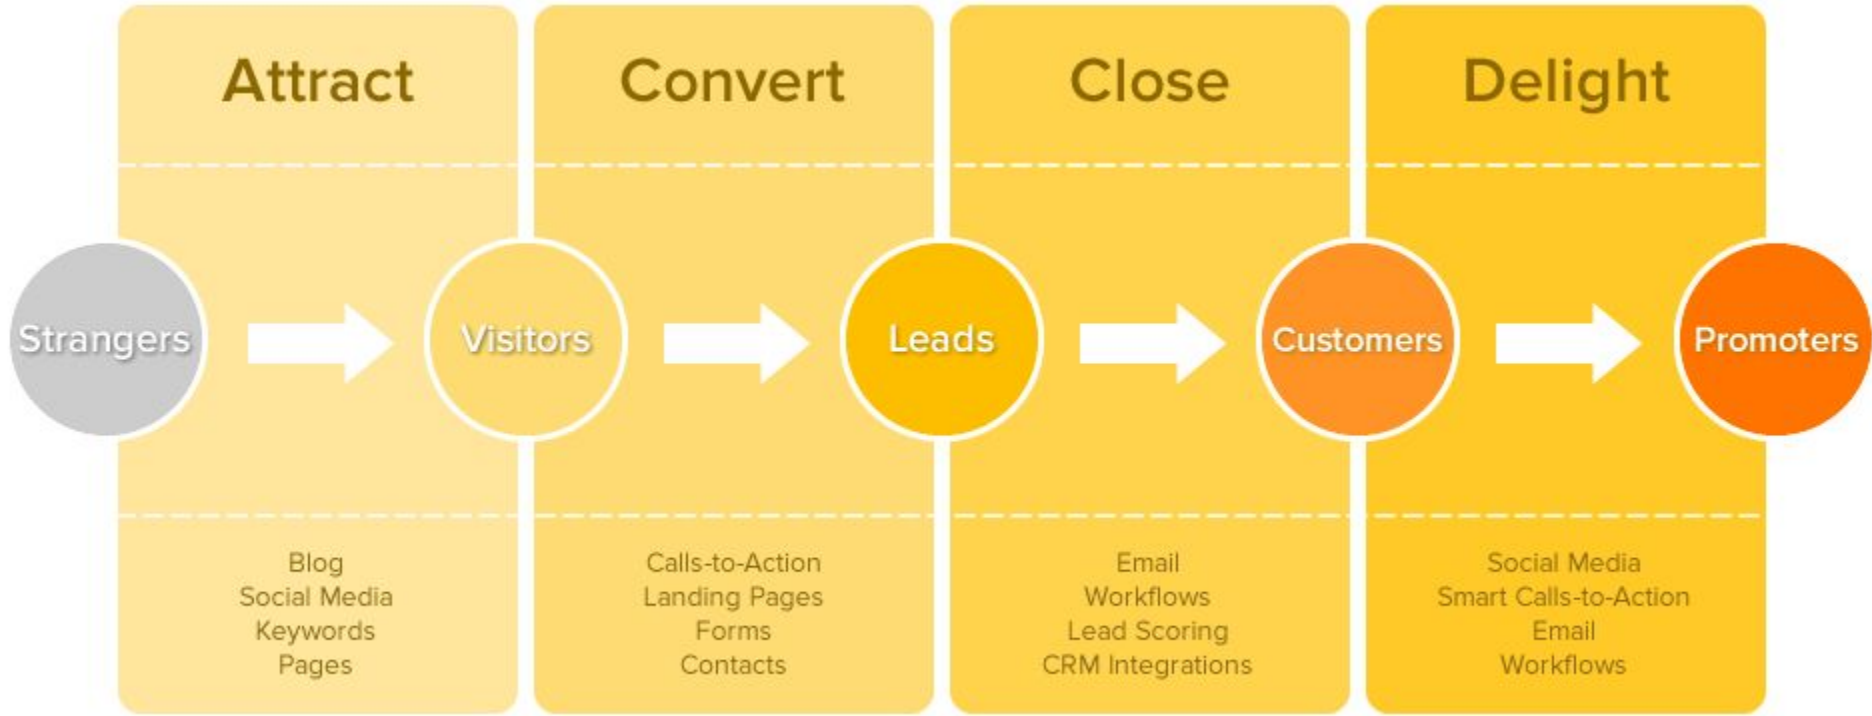 Attract
Convert
Close
Delight
Strangers
Visitors
Leads
Customers
Promoters
Blog
Social Media
Keywords
Pages
Calls-to-Action
Landing Pages
Forms
Contacts
Email
Workflows
Lead Scoring
CRM Integrations
Social Media
Smart Calls-to-Action
Email
Workflows